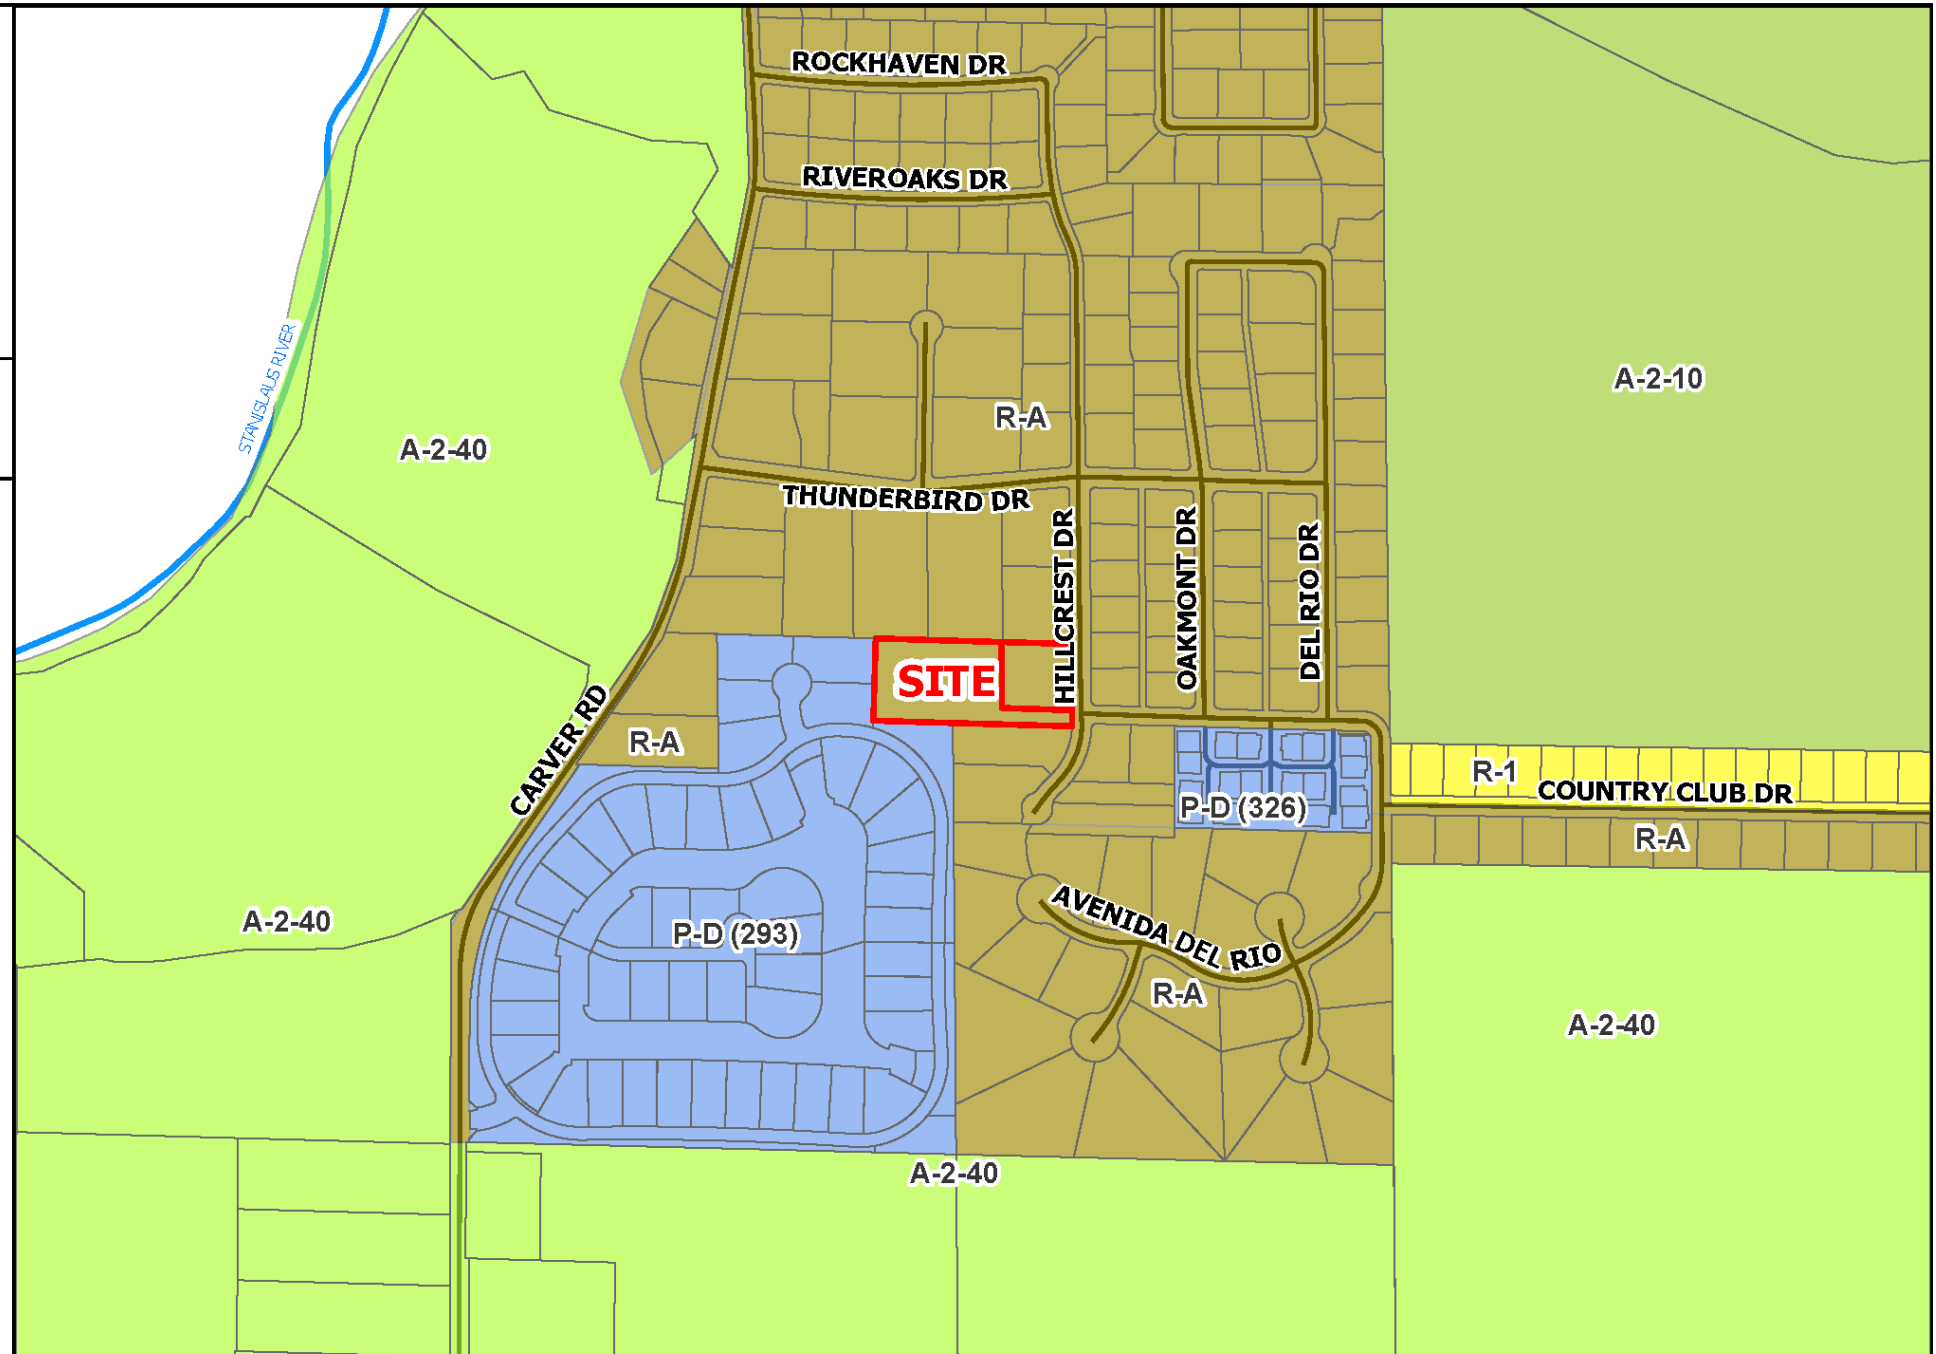 ROCKHAVEN DR
RIVEROAKS DR
STANISLAUS RIVER
A-2-10
R-A
A-2-40
THUNDERBIRD DR
HILLCREST DR
OAKMONT DR
DEL RIO DR
SITE
CARVER RD
R-A
R-1
COUNTRY CLUB DR
P-D (326)
R-A
A-2-40
P-D (293)
AVENIDA DEL RIO
R-A
A-2-40
A-2-40